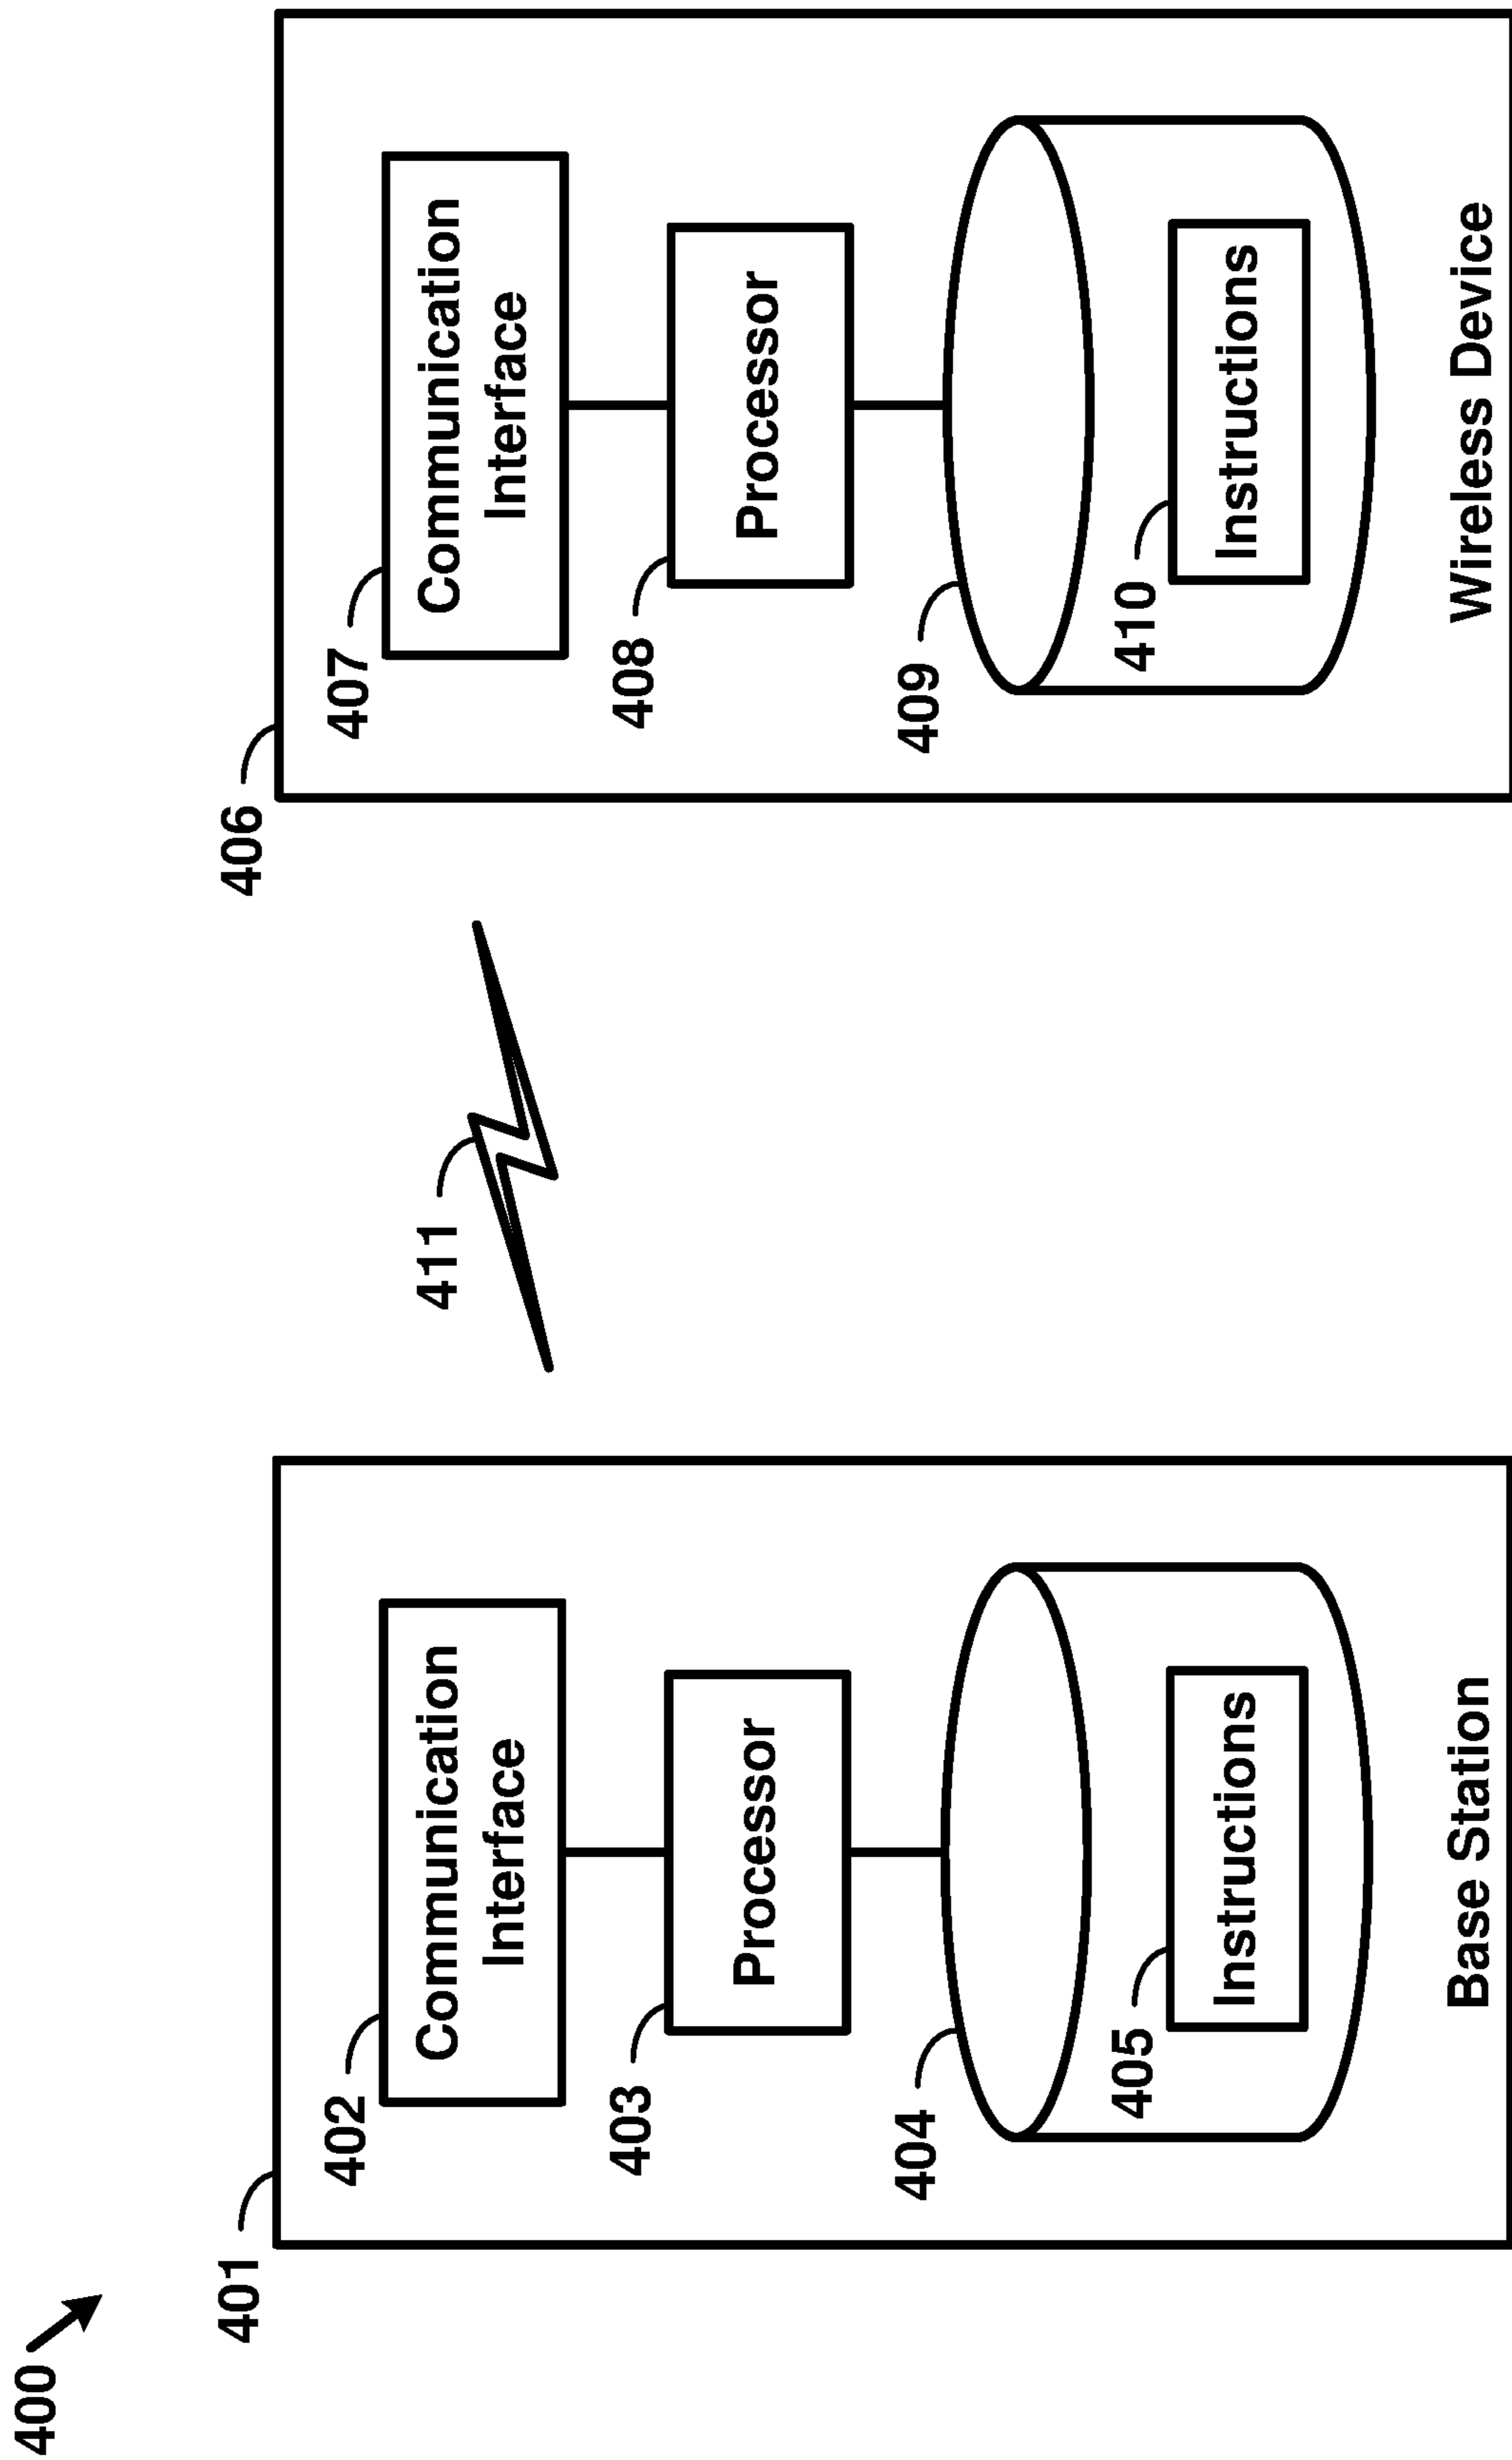 400
401
402
Communication
Interface
403
Processor
404
405
Instructions
Base Station
411
406
407
Communication
Interface
408
Processor
409
410
Instructions
Wireless Device